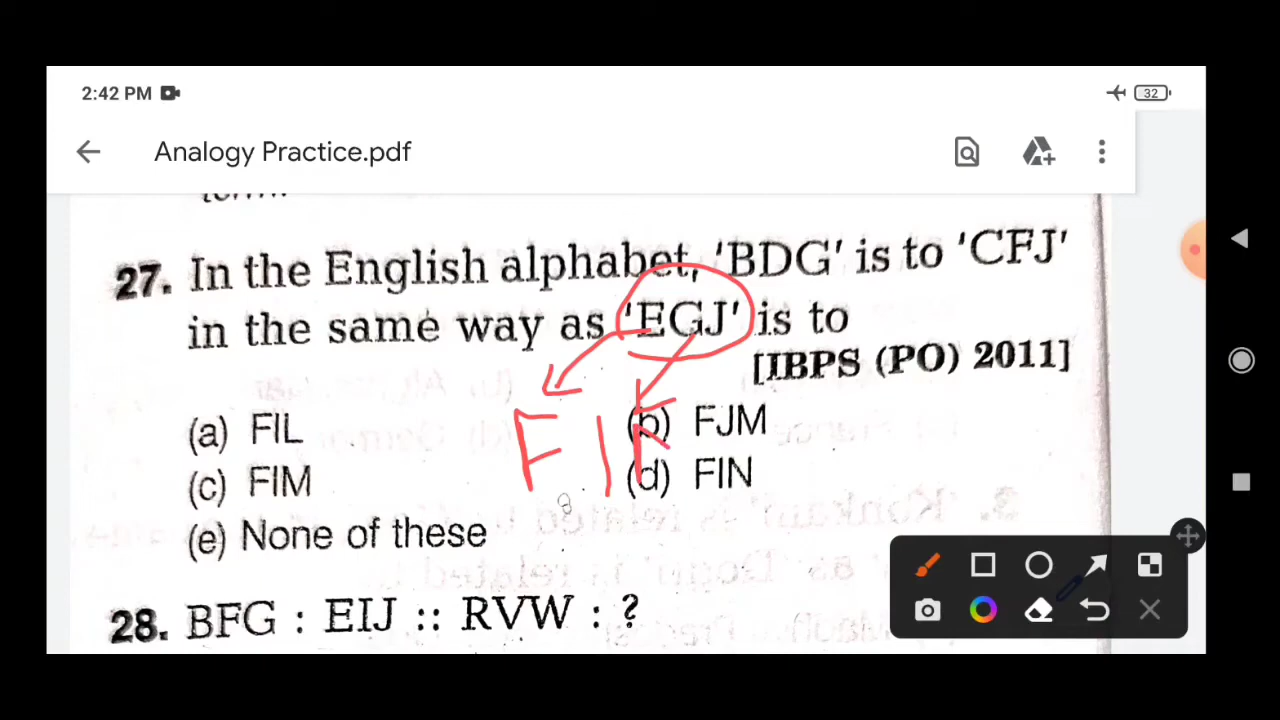 2:42 PM 32
Analogy Practice.pdf
27. In the English alphabet, 'BDG' is to 'CFJ'
in the same way as 'EGJ' is to
[IBPS (PO) 2011]
(a) FIL (b) FJM
(c) FIM (d) FIN
(e) None of these
F I
8
28. BFG : EIJ :: RVW : ?